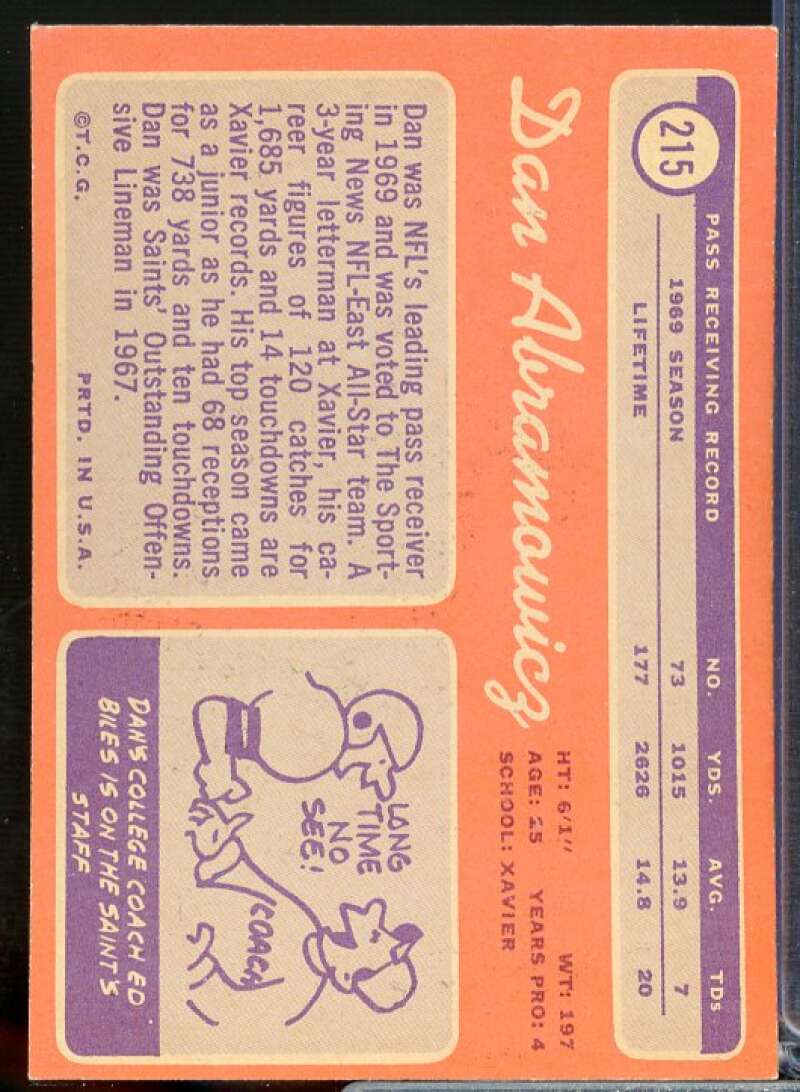 215
PASS RECEIVING RECORD NO. YDS. AVG. TDs
1969 SEASON 73 1015 13.9 7
LIFETIME 177 2626 14.8 20
Dan Abramowicz
HT: 6'1" WT: 197
AGE: 25 YEARS PRO: 4
SCHOOL: XAVIER
Dan was NFL's leading pass receiver
in 1969 and was voted to The Sport-
ing News NFL-East All-Star team. A
3-year letterman at Xavier, his ca-
reer figures of 120 catches for
1,685 yards and 14 touchdowns are
Xavier records. His top season came
as a junior as he had 68 receptions
for 738 yards and ten touchdowns.
Dan was Saints' Outstanding Offen-
sive Lineman in 1967.
©T.C.G. PRTD. IN U.S.A.
LONG
TIME
NO
SEE!
COACH
DAN'S COLLEGE COACH ED
BILES IS ON THE SAINT'S
STAFF